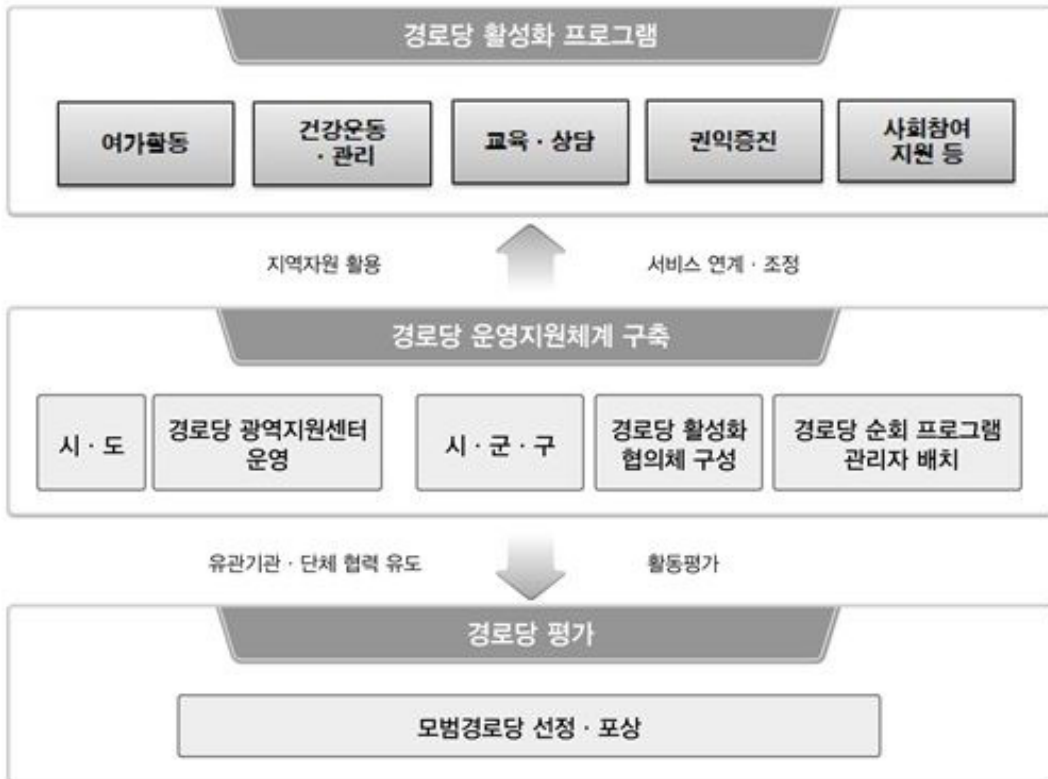 경로당 활성화 프로그램
여가활동
건강운동
· 관리
교육 · 상담
권익증진
사회참여
지원 등
지역자원 활용
서비스 연계 · 조정
경로당 운영지원체계 구축
시 · 도
경로당 광역지원센터
운영
시 · 군 · 구
경로당 활성화
협의체 구성
경로당 순회 프로그램
관리자 배치
유관기관 · 단체 협력 유도
활동평가
경로당 평가
모범경로당 선정 · 포상